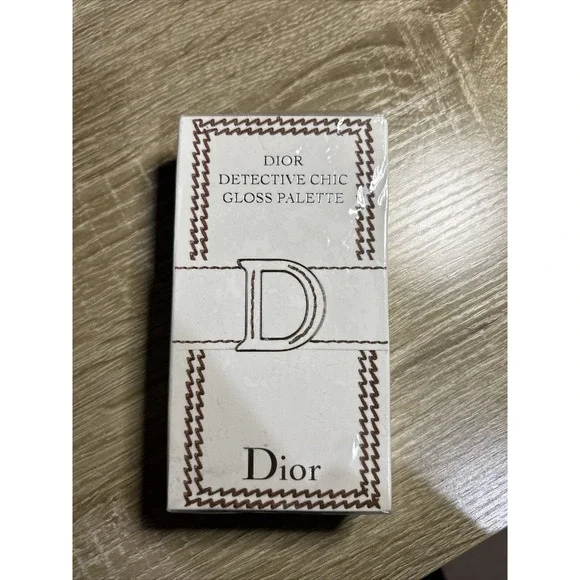 DIOR
DETECTIVE CHIC
GLOSS PALETTE
D
Dior